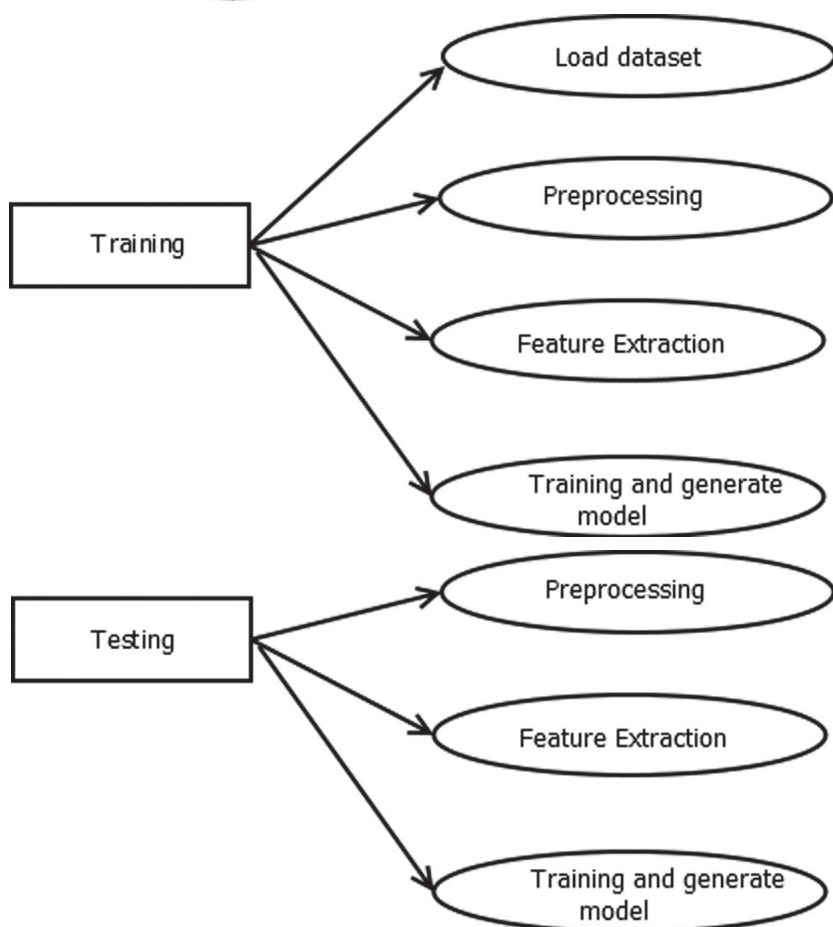 Load dataset
Preprocessing
Training
Feature Extraction
Training and generate
model
Preprocessing
Testing
Feature Extraction
Training and generate
model